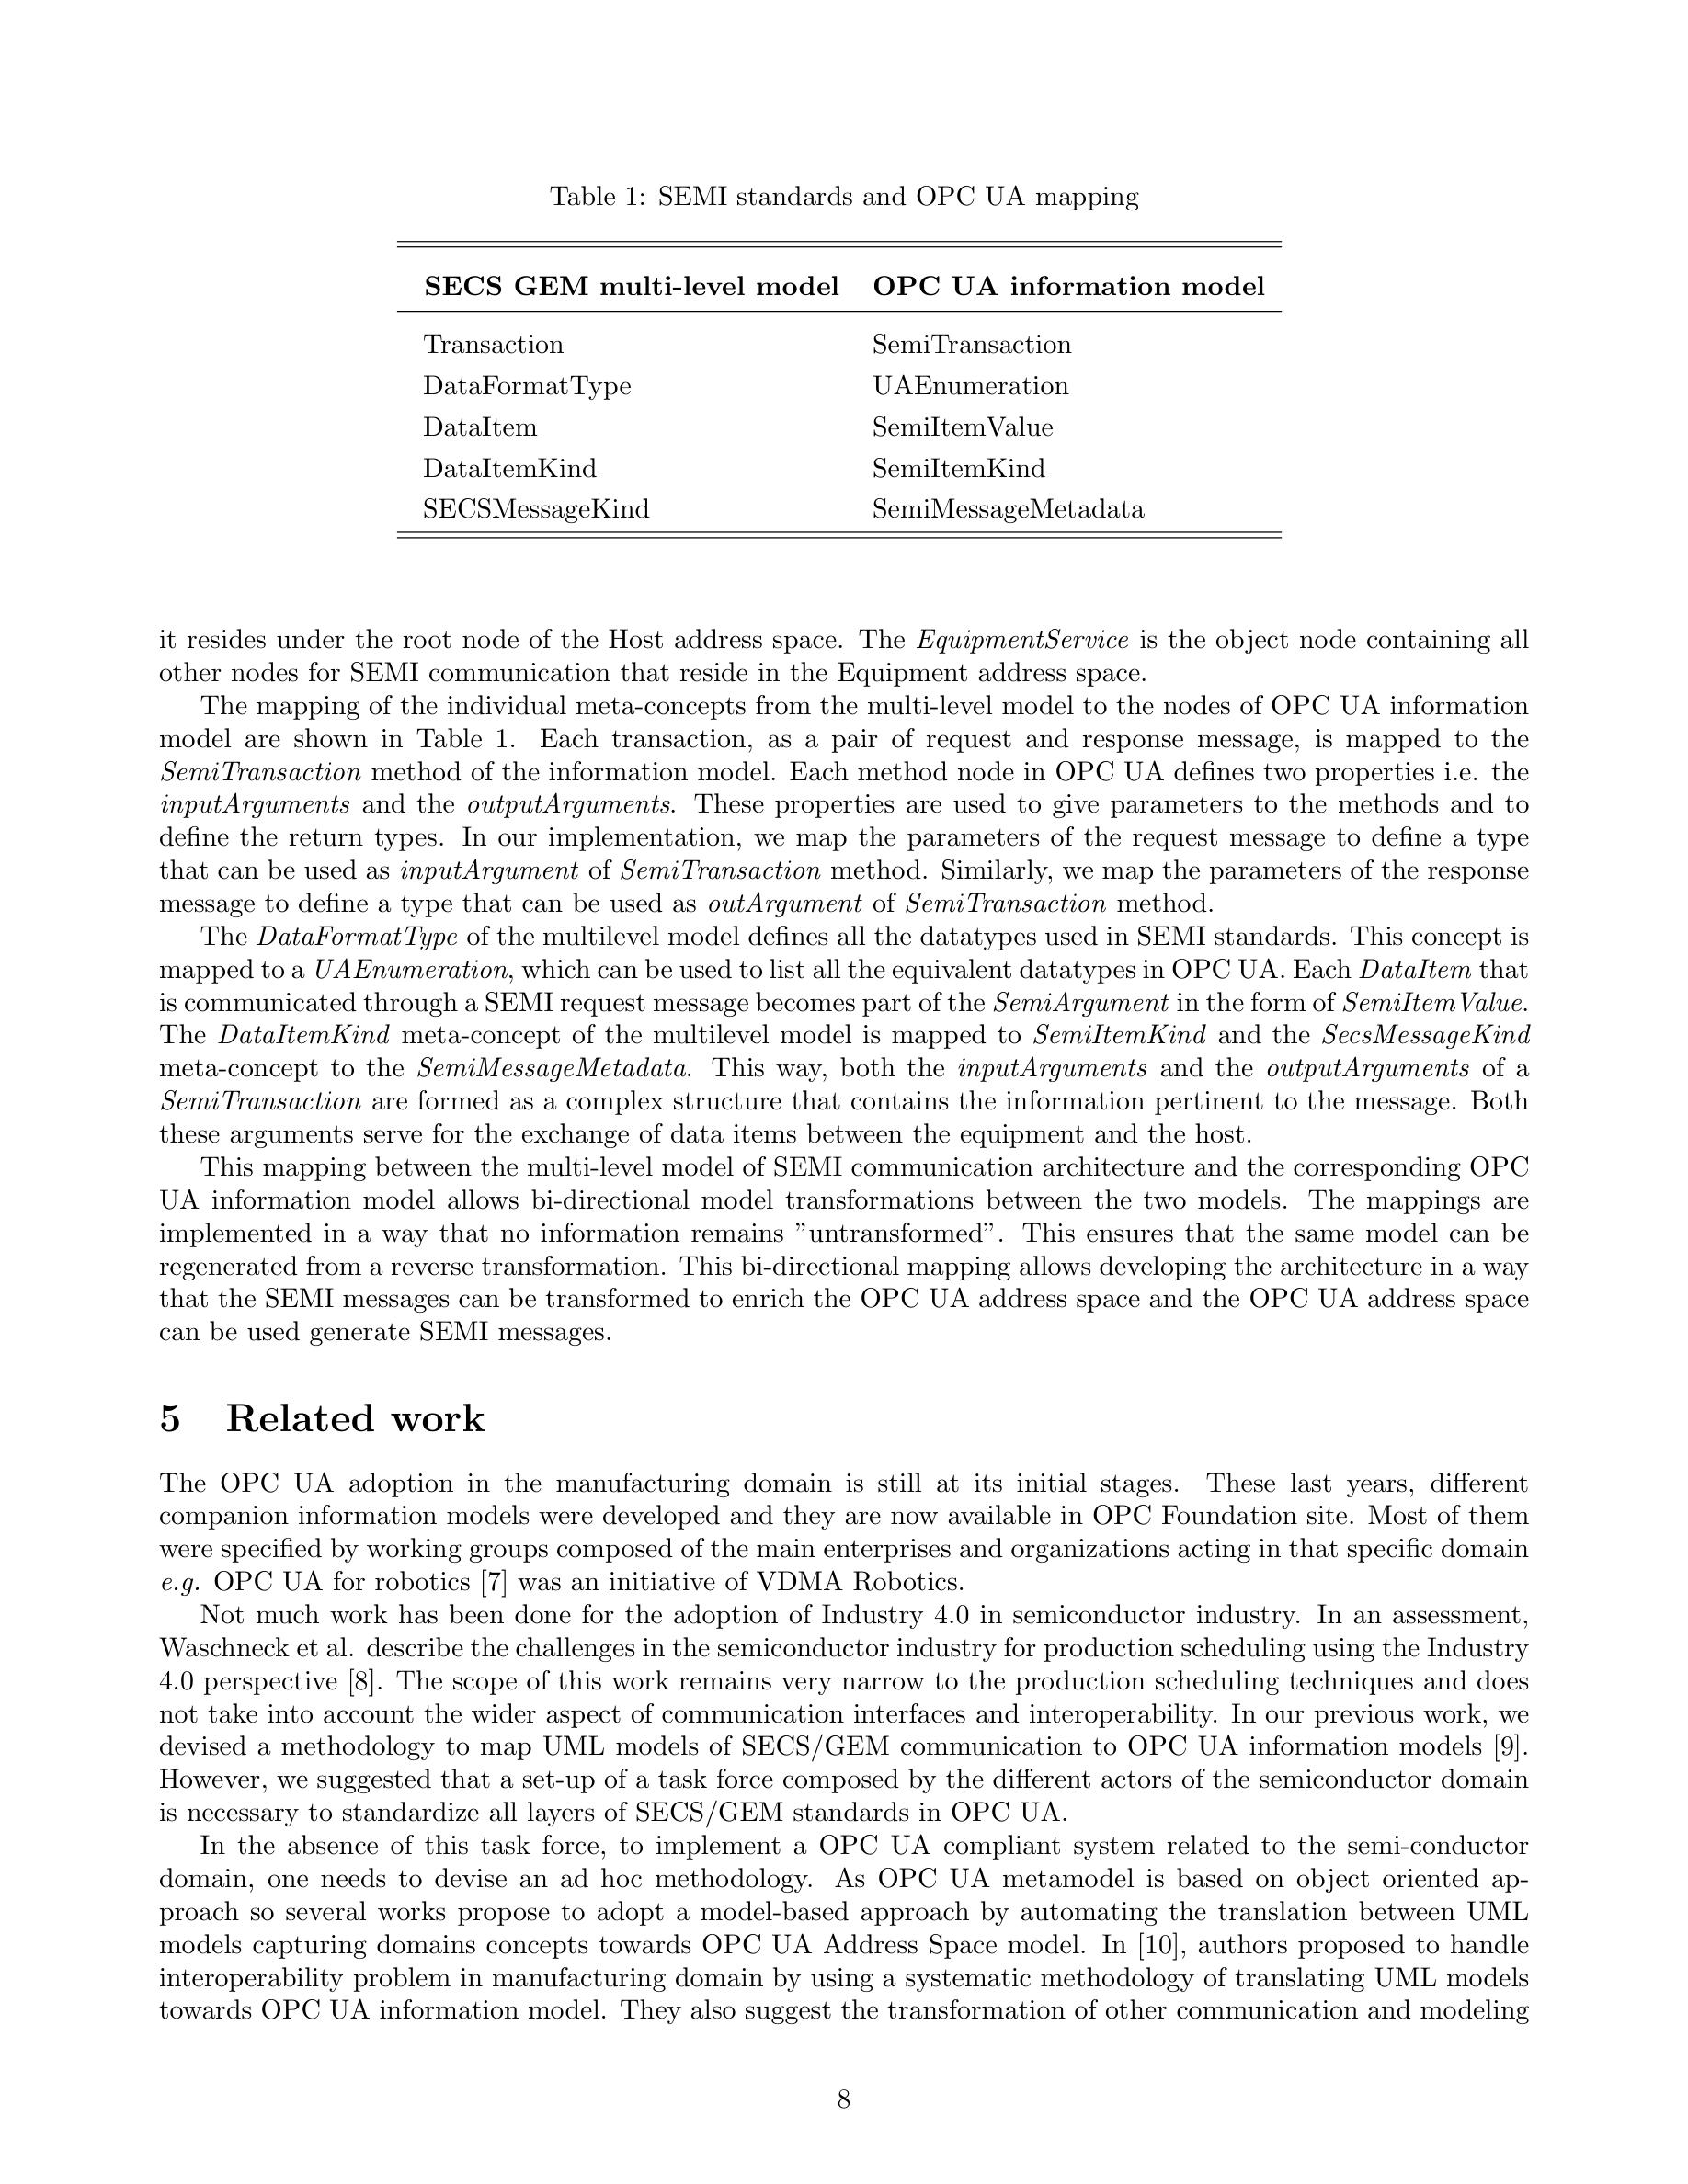 Table 1: SEMI standards and OPC UA mapping
SECS GEM multi-level model OPC UA information model
Transaction SemiTransaction
DataFormatType UAEnumeration
DataItem SemiItemValue
DataItemKind SemiItemKind
SECSMessageKind SemiMessageMetadata
it resides under the root node of the Host address space. The EquipmentService is the object node containing all
other nodes for SEMI communication that reside in the Equipment address space.
The mapping of the individual meta-concepts from the multi-level model to the nodes of OPC UA information
model are shown in Table 1. Each transaction, as a pair of request and response message, is mapped to the
SemiTransaction method of the information model. Each method node in OPC UA defines two properties i.e. the
inputArguments and the outputArguments. These properties are used to give parameters to the methods and to
define the return types. In our implementation, we map the parameters of the request message to define a type
that can be used as inputArgument of SemiTransaction method. Similarly, we map the parameters of the response
message to define a type that can be used as outArgument of SemiTransaction method.
The DataFormatType of the multilevel model defines all the datatypes used in SEMI standards. This concept is
mapped to a UAEnumeration, which can be used to list all the equivalent datatypes in OPC UA. Each DataItem that
is communicated through a SEMI request message becomes part of the SemiArgument in the form of SemiItemValue.
The DataItemKind meta-concept of the multilevel model is mapped to SemiItemKind and the SecsMessageKind
meta-concept to the SemiMessageMetadata. This way, both the inputArguments and the outputArguments of a
SemiTransaction are formed as a complex structure that contains the information pertinent to the message. Both
these arguments serve for the exchange of data items between the equipment and the host.
This mapping between the multi-level model of SEMI communication architecture and the corresponding OPC
UA information model allows bi-directional model transformations between the two models. The mappings are
implemented in a way that no information remains ”untransformed”. This ensures that the same model can be
regenerated from a reverse transformation. This bi-directional mapping allows developing the architecture in a way
that the SEMI messages can be transformed to enrich the OPC UA address space and the OPC UA address space
can be used generate SEMI messages.
5 Related work
The OPC UA adoption in the manufacturing domain is still at its initial stages. These last years, different
companion information models were developed and they are now available in OPC Foundation site. Most of them
were specified by working groups composed of the main enterprises and organizations acting in that specific domain
e.g. OPC UA for robotics [7] was an initiative of VDMA Robotics.
Not much work has been done for the adoption of Industry 4.0 in semiconductor industry. In an assessment,
Waschneck et al. describe the challenges in the semiconductor industry for production scheduling using the Industry
4.0 perspective [8]. The scope of this work remains very narrow to the production scheduling techniques and does
not take into account the wider aspect of communication interfaces and interoperability. In our previous work, we
devised a methodology to map UML models of SECS/GEM communication to OPC UA information models [9].
However, we suggested that a set-up of a task force composed by the different actors of the semiconductor domain
is necessary to standardize all layers of SECS/GEM standards in OPC UA.
In the absence of this task force, to implement a OPC UA compliant system related to the semi-conductor
domain, one needs to devise an ad hoc methodology. As OPC UA metamodel is based on object oriented ap-
proach so several works propose to adopt a model-based approach by automating the translation between UML
models capturing domains concepts towards OPC UA Address Space model. In [10], authors proposed to handle
interoperability problem in manufacturing domain by using a systematic methodology of translating UML models
towards OPC UA information model. They also suggest the transformation of other communication and modeling
8